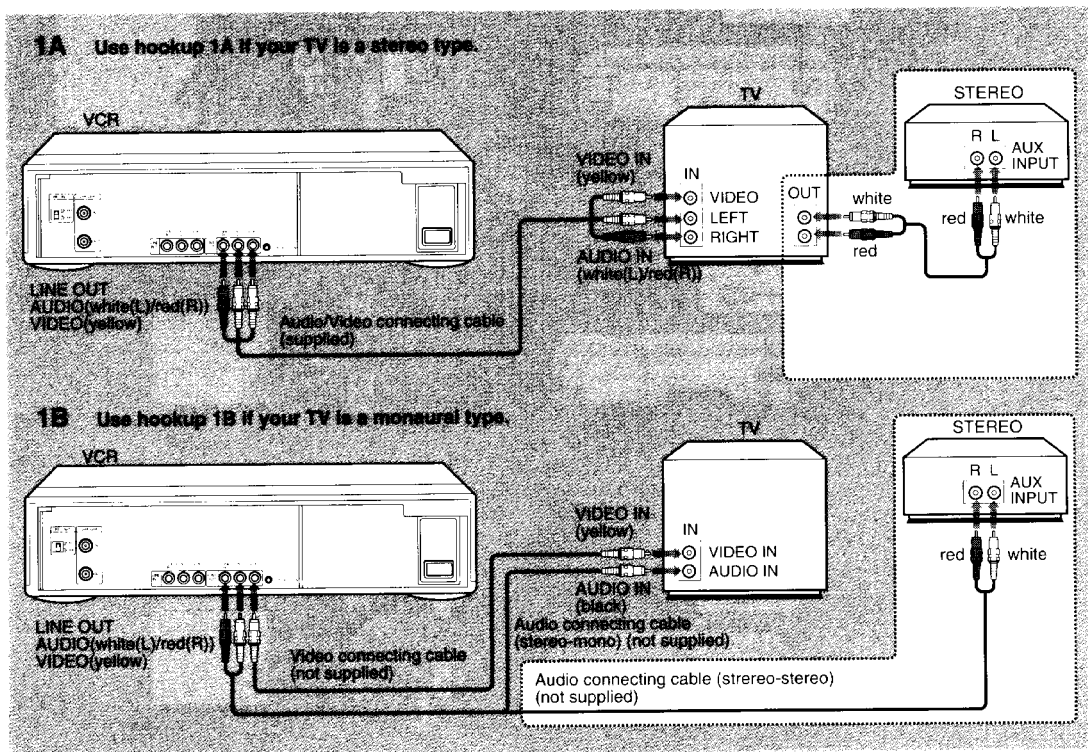 1A Use hookup 1A if your TV is a stereo type.
VCR
LINE OUT
AUDIO(white(L)/red(R))
VIDEO(yellow)
Audio/Video connecting cable
(supplied)
VIDEO IN
(yellow)
AUDIO IN
(white(L)/red(R))
TV
IN
VIDEO
LEFT
RIGHT
OUT
white
red
STEREO
R L
AUX
INPUT
red
white
1B Use hookup 1B if your TV is a monaural type.
VCR
LINE OUT
AUDIO(white(L)/red(R))
VIDEO(yellow)
Video connecting cable
(not supplied)
VIDEO IN
(yellow)
AUDIO IN
(black)
Audio connecting cable
(stereo-mono) (not supplied)
TV
IN
VIDEO IN
AUDIO IN
STEREO
R L
AUX
INPUT
red
white
Audio connecting cable (strereo-stereo)
(not supplied)